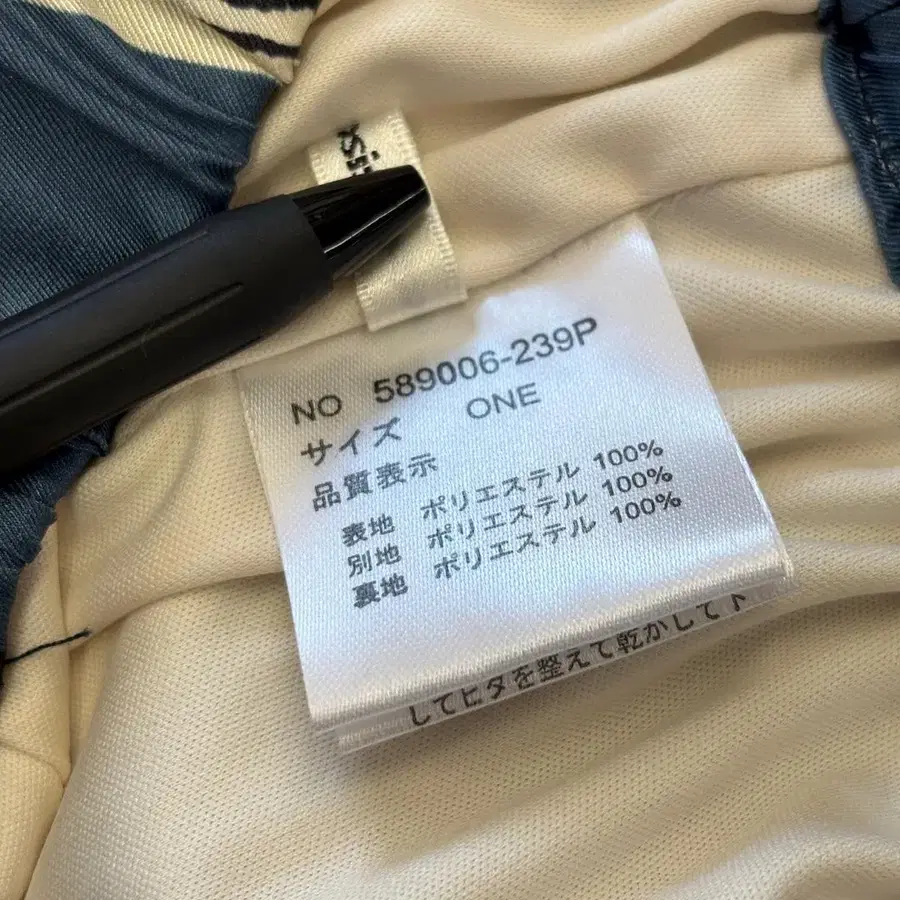 NO 589006-239P
サイズ ONE
品質表示
表地 ポリエステル 100%
別地 ポリエステル 100%
裏地 ポリエステル 100%
してヒダを整えて乾かして下